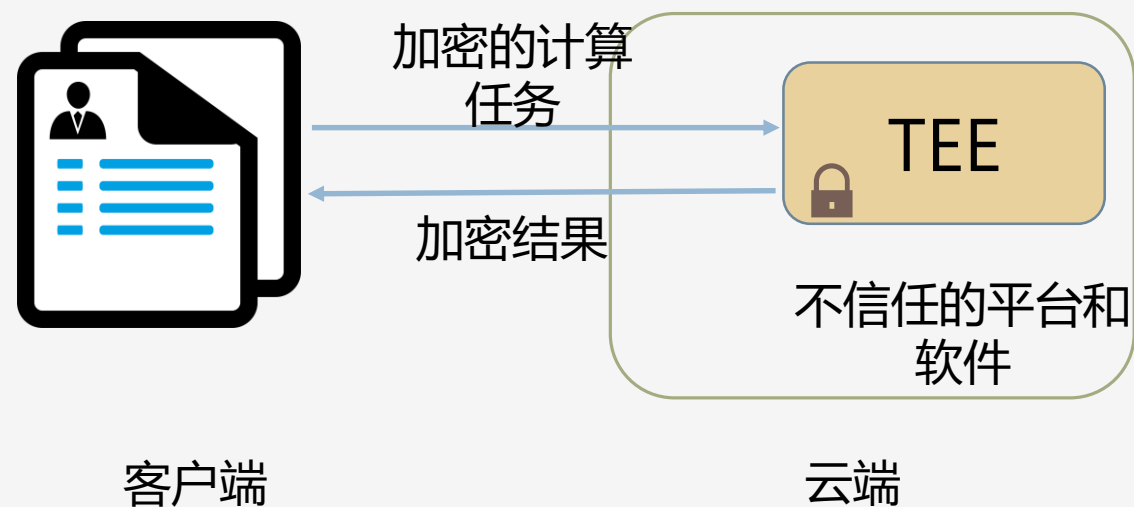 加密的计算
任务
TEE
加密结果
不信任的平台和
软件
客户端
云端